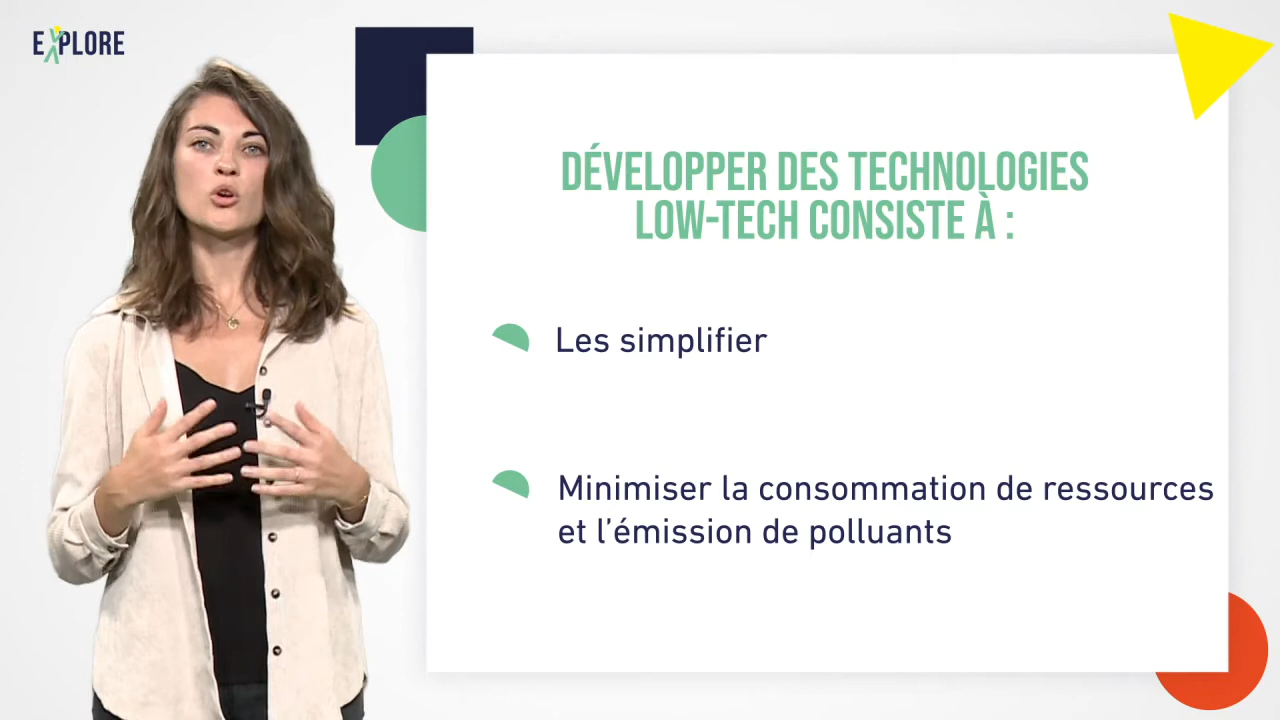 EXPLORE
DÉVELOPPER DES TECHNOLOGIES
LOW-TECH CONSISTE À :
Les simplifier
Minimiser la consommation de ressources
et l’émission de polluants